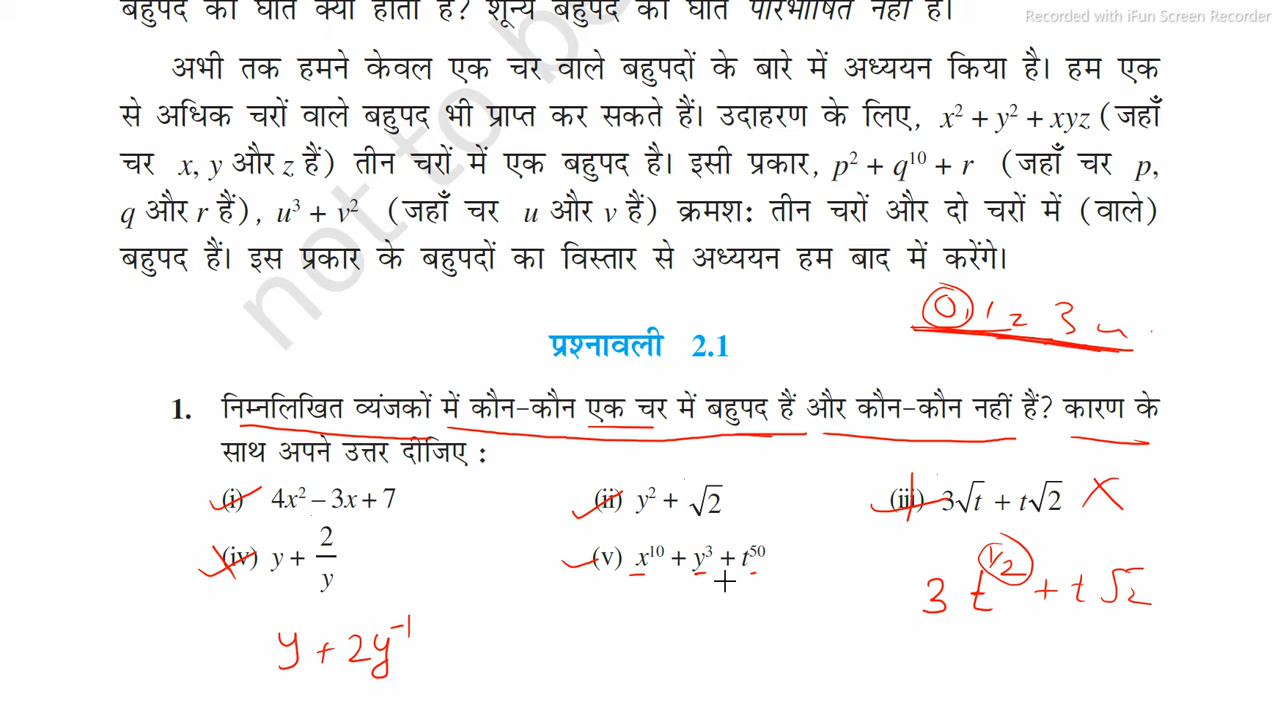 Recorded with iFun Screen Recorder
बहुपद का घात क्या होता है? शून्य बहुपद का घात परिभाषित नहीं है।
अभी तक हमने केवल एक चर वाले बहुपदों के बारे में अध्ययन किया है। हम एक
से अधिक चरों वाले बहुपद भी प्राप्त कर सकते हैं। उदाहरण के लिए, x² + y² + xyz (जहाँ
चर x, y और z हैं) तीन चरों में एक बहुपद है। इसी प्रकार, p² + q¹⁰ + r (जहाँ चर p,
q और r हैं), u³ + v² (जहाँ चर u और v हैं) क्रमश: तीन चरों और दो चरों में (वाले)
बहुपद हैं। इस प्रकार के बहुपदों का विस्तार से अध्ययन हम बाद में करेंगे।
not to be
0, 1 2 3 4
प्रश्नावली 2.1
1. निम्नलिखित व्यंजकों में कौन-कौन एक चर में बहुपद हैं और कौन-कौन नहीं हैं? कारण के
साथ अपने उत्तर दीजिए :
(i) 4x² – 3x + 7 (ii) y² + √2 (iii) 3√t + t√2 X
(iv) y + 2/y (v) x¹⁰ + y³ + t⁵⁰
3 t^1/2 + t √2
y + 2y⁻¹